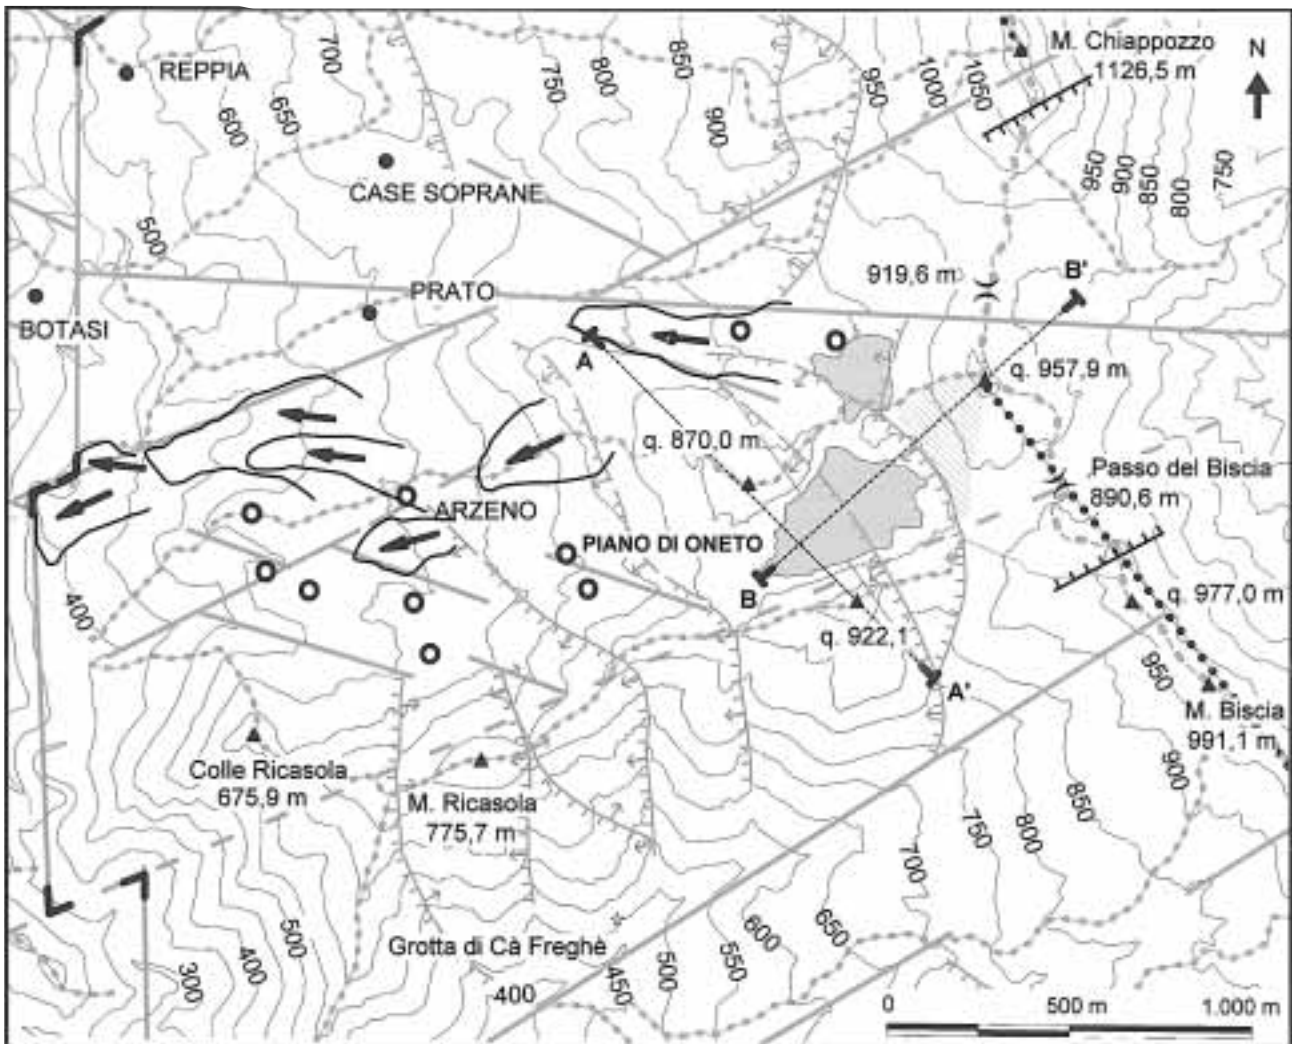 M. Chiappozzo
1126,5 m
N
REPPIA
700
750
800
850
900
950
1000
1050
650
600
CASE SOPRANE
950
900
850
800
750
500
919,6 m
B'
PRATO
BOTASI
A
q. 957,9 m
q. 870,0 m
Passo del Biscia
890,6 m
ARZENO
PIANO DI ONETO
B
400
q. 977,0 m
q. 922,1
A'
950
M. Biscia
991,1 m
Colle Ricasola
675,9 m
M. Ricasola
775,7 m
900
850
800
750
700
650
600
550
500
450
400
Grotta di Cà Freghè
500
400
300
0
500 m
1.000 m